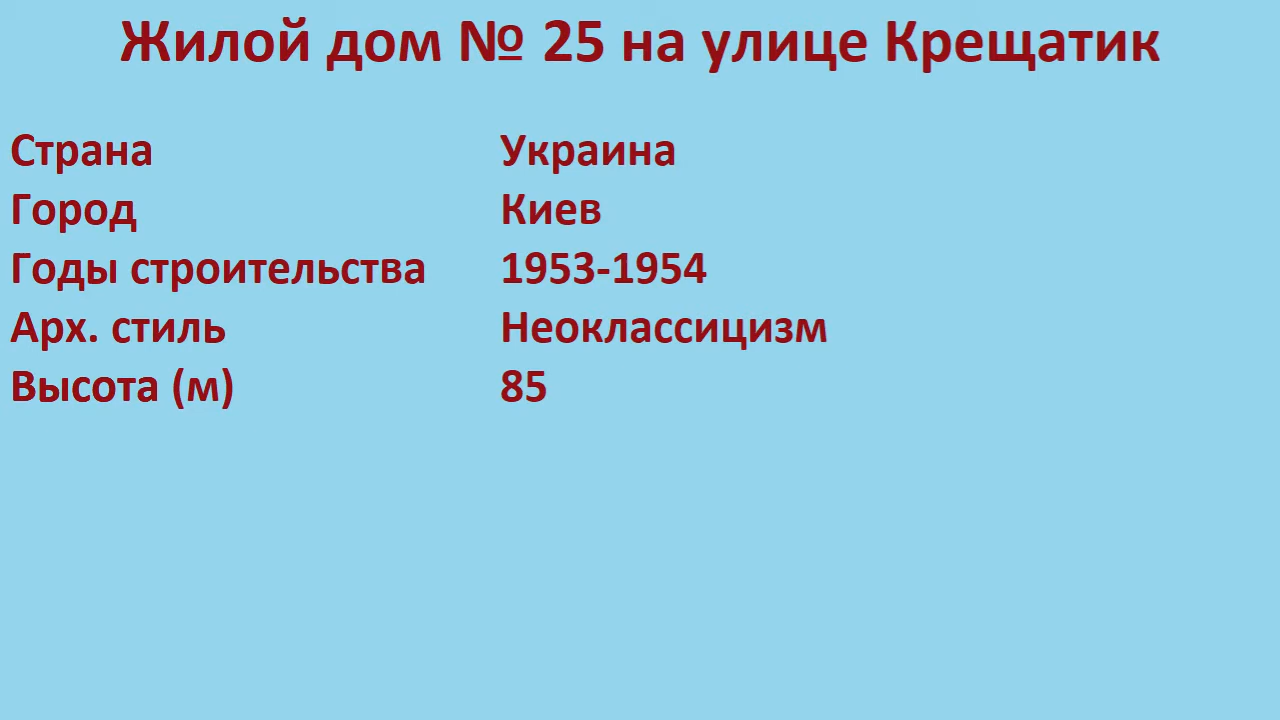 Жилой дом № 25 на улице Крещатик
Страна Украина
Город Киев
Годы строительства 1953-1954
Арх. стиль Неоклассицизм
Высота (м) 85